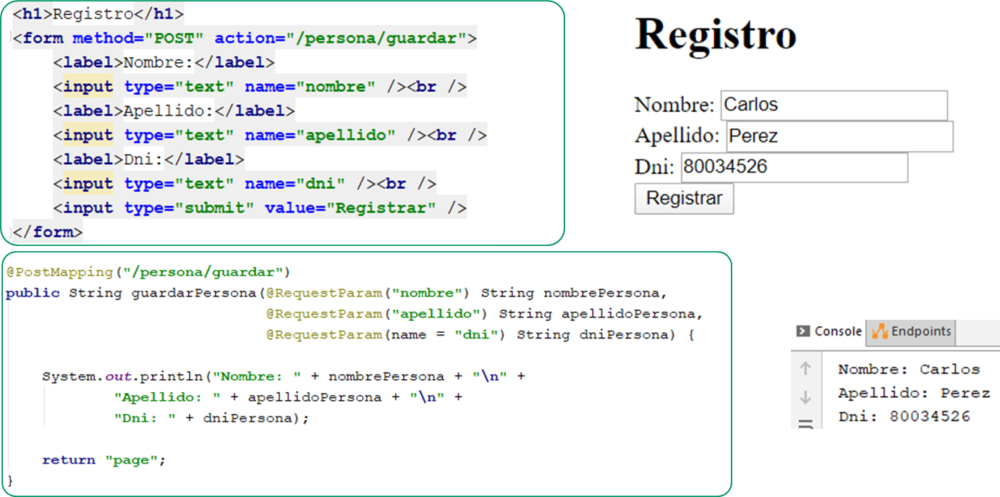 <h1>Registro</h1>
<form method="POST" action="/persona/guardar">
<label>Nombre:</label>
<input type="text" name="nombre" /><br />
<label>Apellido:</label>
<input type="text" name="apellido" /><br />
<label>Dni:</label>
<input type="text" name="dni" /><br />
<input type="submit" value="Registrar" />
</form>
Registro
Nombre: Carlos
Apellido: Perez
Dni: 80034526
Registrar
@PostMapping("/persona/guardar")
public String guardarPersona(@RequestParam("nombre") String nombrePersona,
@RequestParam("apellido") String apellidoPersona,
@RequestParam(name = "dni") String dniPersona) {
System.out.println("Nombre: " + nombrePersona + "\n" +
"Apellido: " + apellidoPersona + "\n" +
"Dni: " + dniPersona);
return "page";
}
Console Endpoints
Nombre: Carlos
Apellido: Perez
Dni: 80034526